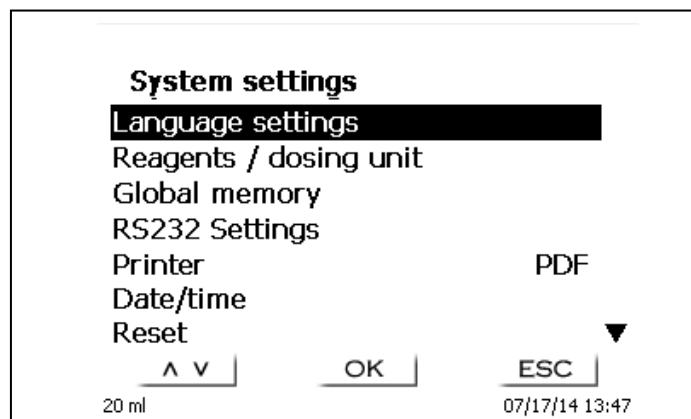 System settings
Language settings
Reagents / dosing unit
Global memory
RS232 Settings
Printer PDF
Date/time
Reset ▼
∧ ∨ OK ESC
20 ml 07/17/14 13:47